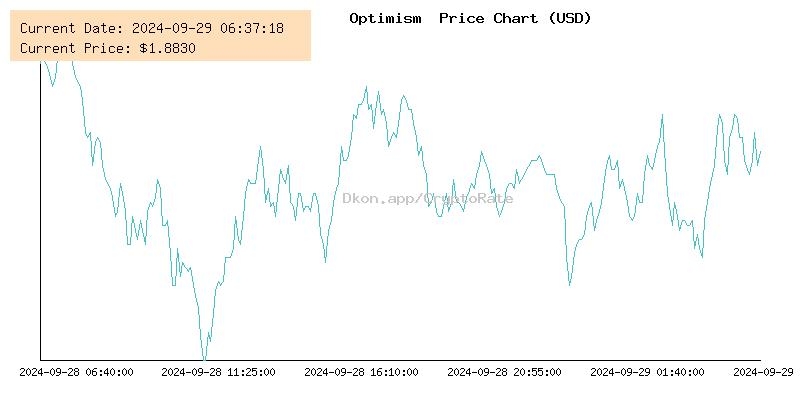 Optimism  Price Chart (USD)
Current Date: 2024-09-29 06:37:18
Current Price: $1.8830
Dkon.app/CryptoRate
2024-09-28 06:40:00 2024-09-28 11:25:00 2024-09-28 16:10:00 2024-09-28 20:55:00 2024-09-29 01:40:00 2024-09-29